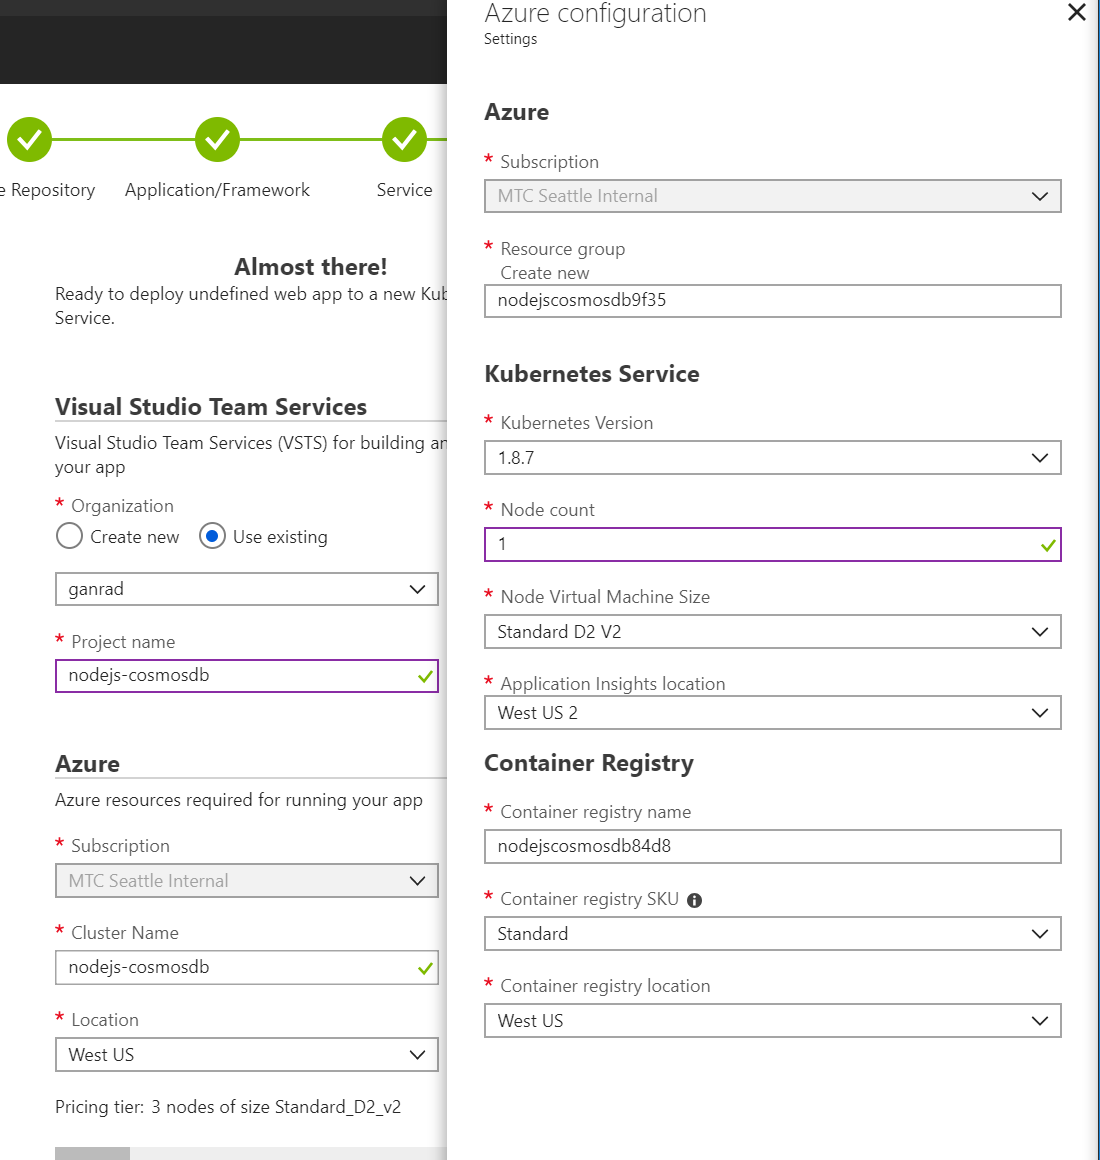 Repository
Application/Framework
Service
Almost there!
Ready to deploy undefined web app to a new
Service.
Visual Studio Team Services
Visual Studio Team Services (VSTS) for building
your app
* Organization
Create new
Use existing
ganrad
* Project name
nodejs-cosmosdb
Azure
Azure resources required for running your app
* Subscription
MTC Seattle Internal
* Cluster Name
nodejs-cosmosdb
* Location
West US
Pricing tier: 3 nodes of size Standard_D2_v2
Azure configuration
Settings
Azure
* Subscription
MTC Seattle Internal
* Resource group
Create new
nodejscosmosdb9f35
Kubernetes Service
* Kubernetes Version
1.8.7
* Node count
1
* Node Virtual Machine Size
Standard D2 V2
* Application Insights location
West US 2
Container Registry
* Container registry name
nodejscosmosdb84d8
* Container registry SKU
Standard
* Container registry location
West US